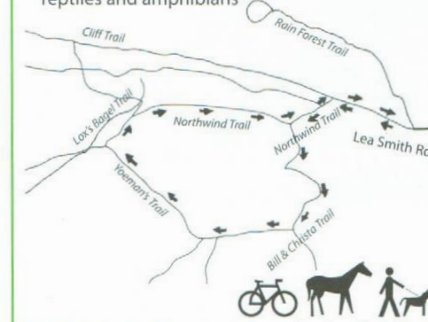 reptiles and amphibians
Rain Forest Trail
Cliff Trail
Lox's Bagel Trail
Northwind Trail
Northwind Trail
Lea Smith Ro
Yoeman's Trail
Bill & Christa Trail